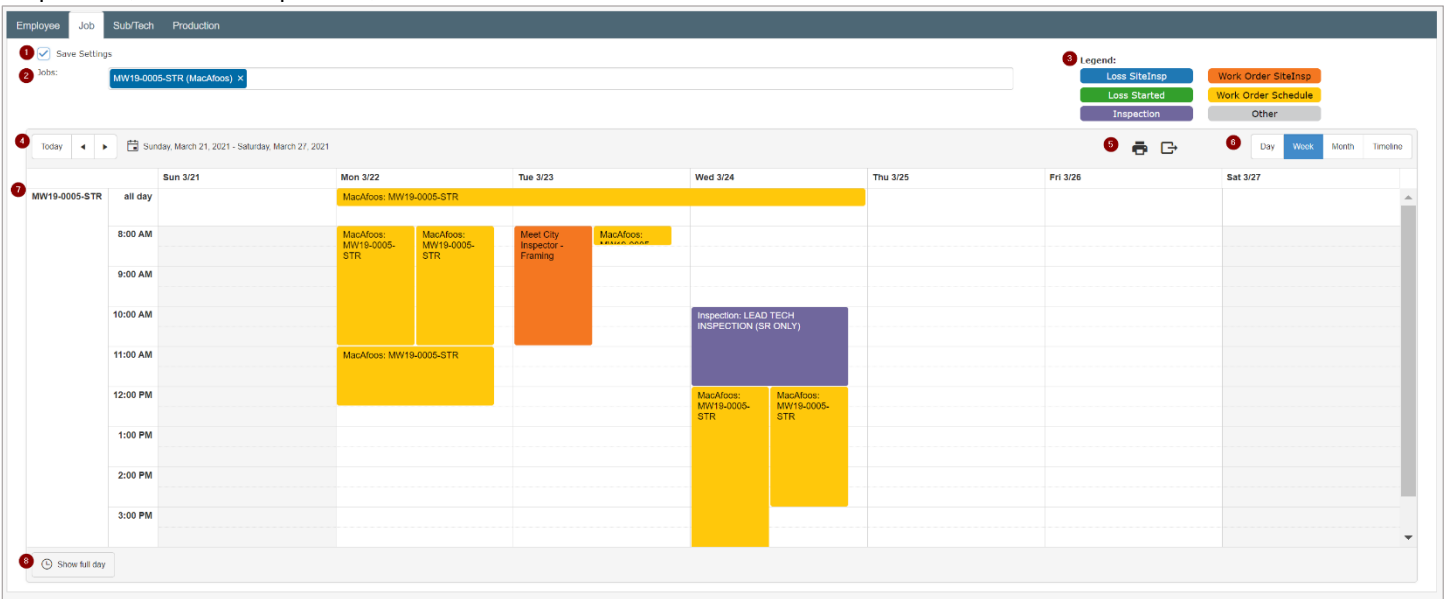 Employee Job Sub/Tech Production
1 Save Settings
2 Jobs: MW19-0005-STR (MacAfoos) ×
3 Legend:
Loss SiteInsp Work Order SiteInsp
Loss Started Work Order Schedule
Inspection Other
4 Today Sunday, March 21, 2021 - Saturday, March 27, 2021 5 6 Day Week Month Timeline
Sun 3/21 Mon 3/22 Tue 3/23 Wed 3/24 Thu 3/25 Fri 3/26 Sat 3/27
7 MW19-0005-STR all day MacAfoos: MW19-0005-STR
8:00 AM
MacAfoos:
MW19-0005-
STR
MacAfoos:
MW19-0005-
STR
Meet City
Inspector -
Framing
MacAfoos:
9:00 AM
10:00 AM
Inspection: LEAD TECH
INSPECTION (SR ONLY)
11:00 AM
MacAfoos: MW19-0005-STR
12:00 PM
MacAfoos:
MW19-0005-
STR
MacAfoos:
MW19-0005-
STR
1:00 PM
2:00 PM
3:00 PM
8 Show full day